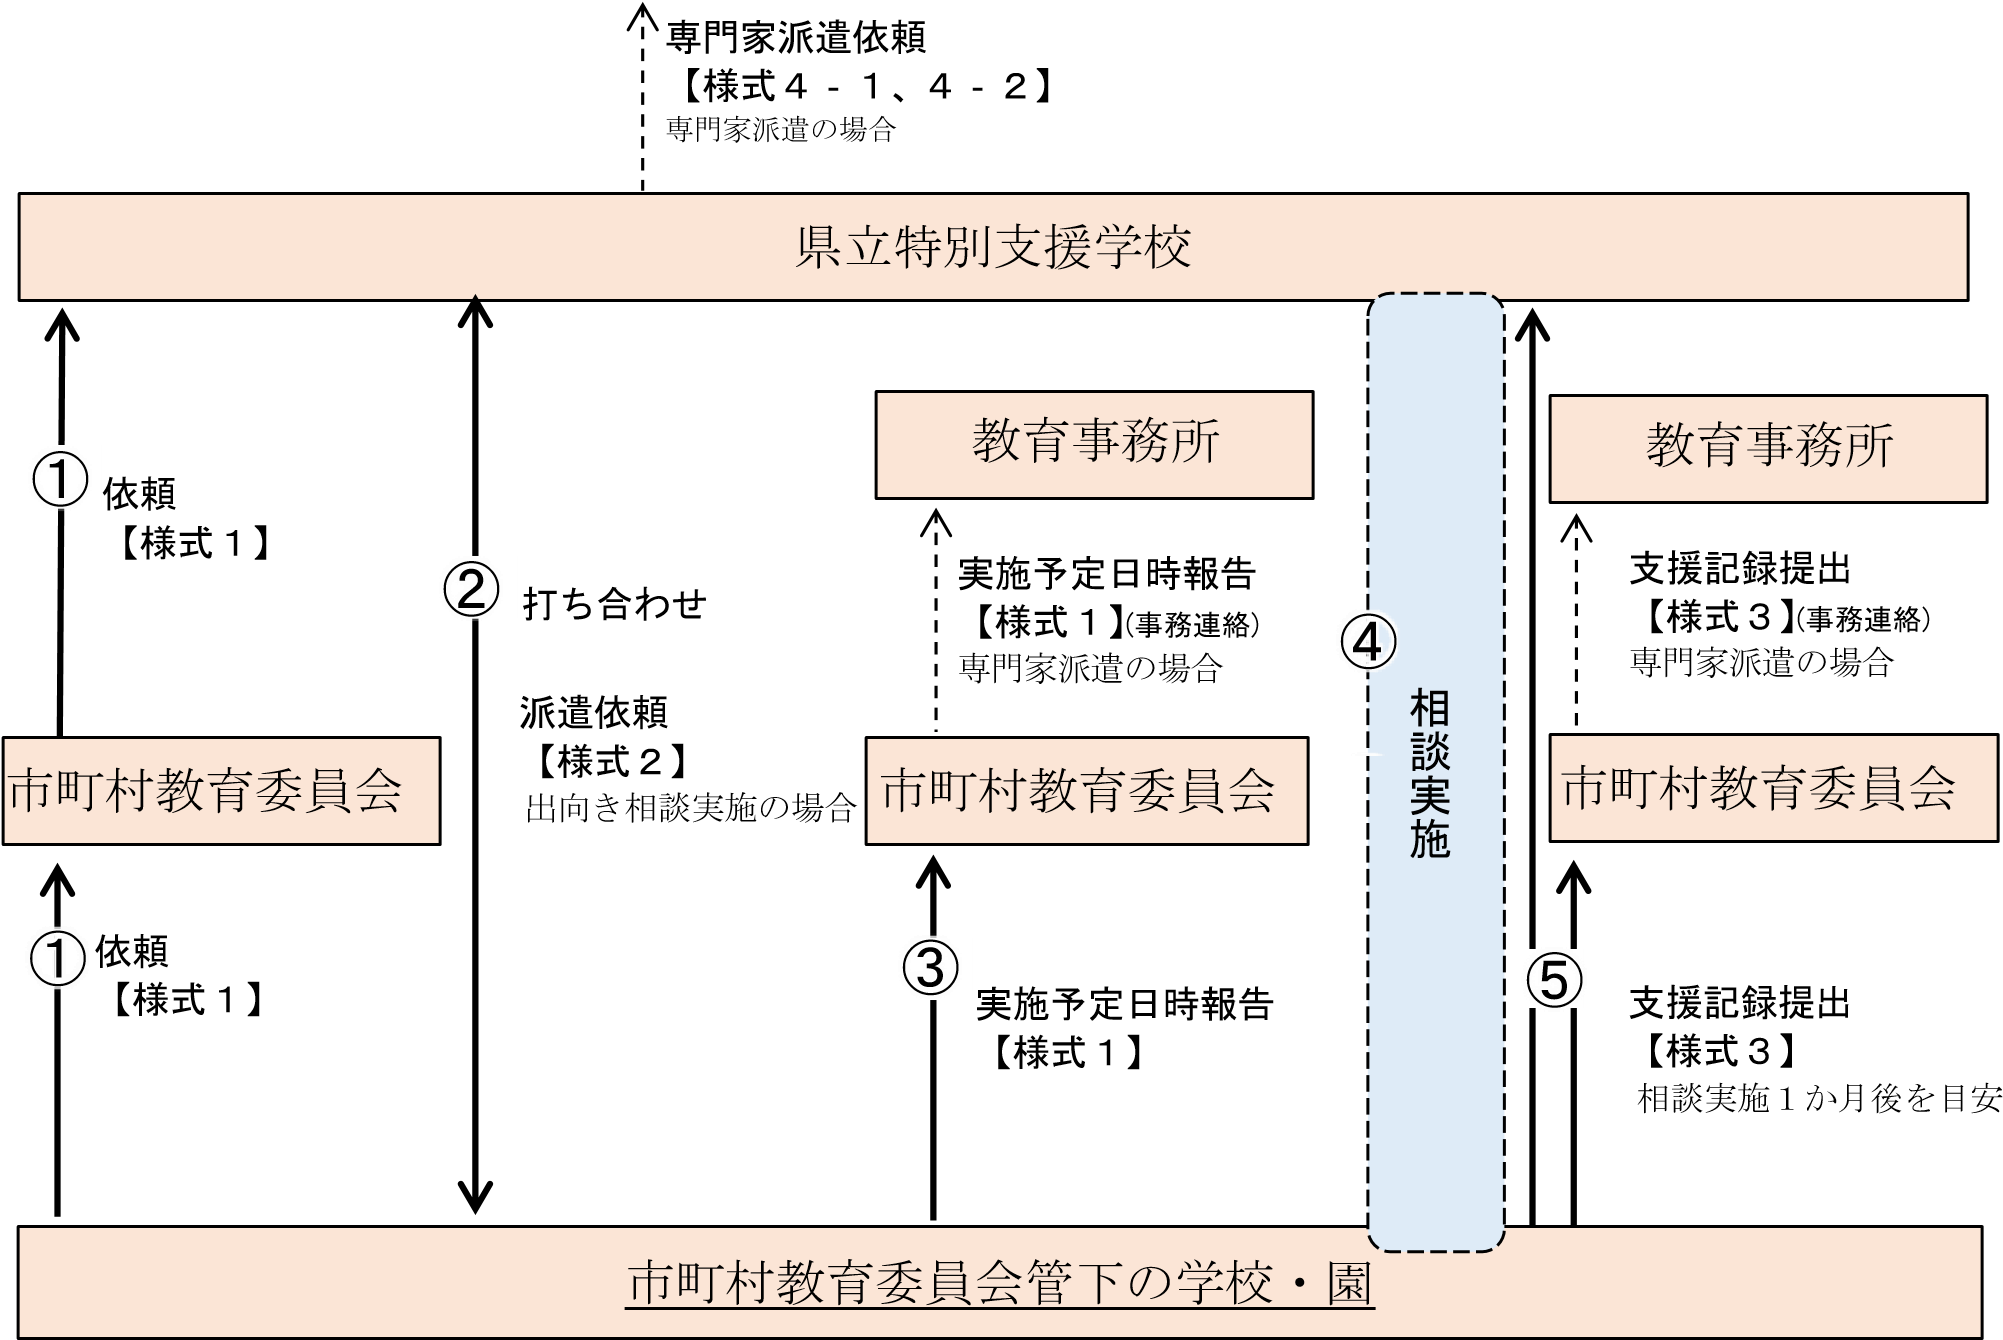 専門家派遣依頼
【様式４－１、４－２】
専門家派遣の場合
県立特別支援学校
①
依頼
【様式１】
市町村教育委員会
①
依頼
【様式１】
②
打ち合わせ
派遣依頼
【様式２】
出向き相談実施の場合
教育事務所
実施予定日時報告
【様式１】(事務連絡)
専門家派遣の場合
市町村教育委員会
③
実施予定日時報告
【様式１】
④
相談実施
教育事務所
支援記録提出
【様式３】(事務連絡)
専門家派遣の場合
市町村教育委員会
⑤
支援記録提出
【様式３】
相談実施１か月後を目安
市町村教育委員会管下の学校・園